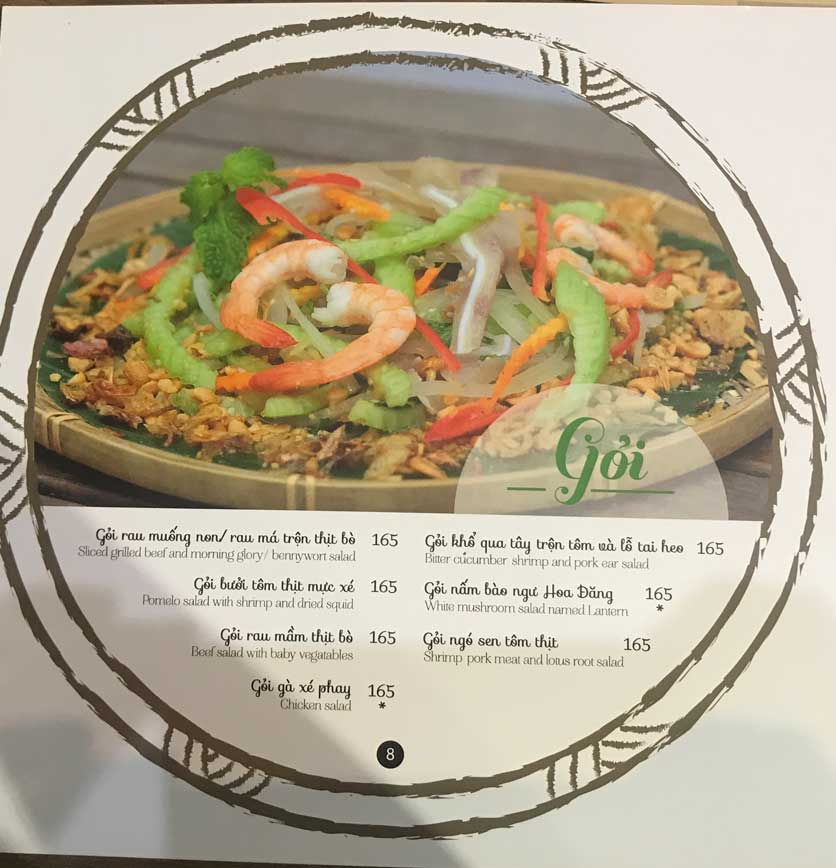 Gỏi
Gỏi rau muống non/ rau má trộn thịt bò 165
Sliced grilled beef and morning glory/ bennywort salad
Gỏi bưởi tôm thịt mực xé 165
Pomelo salad with shrimp and dried squid
Gỏi rau mầm thịt bò 165
Beef salad with baby vegatables
Gỏi gà xé phay 165
Chicken salad *
Gỏi khổ qua tây trộn tôm và lỗ tai heo 165
Bitter cucumber shrimp and pork ear salad
Gỏi nấm bào ngư Hoa Đăng 165
White mushroom salad named Lantern *
Gỏi ngó sen tôm thịt 165
Shrimp pork meat and lotus root salad
8